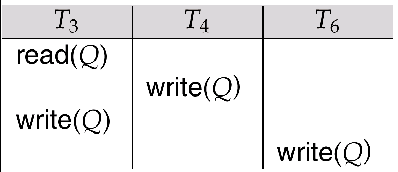 T3 T4 T6
read(Q)
write(Q)
write(Q)
write(Q)